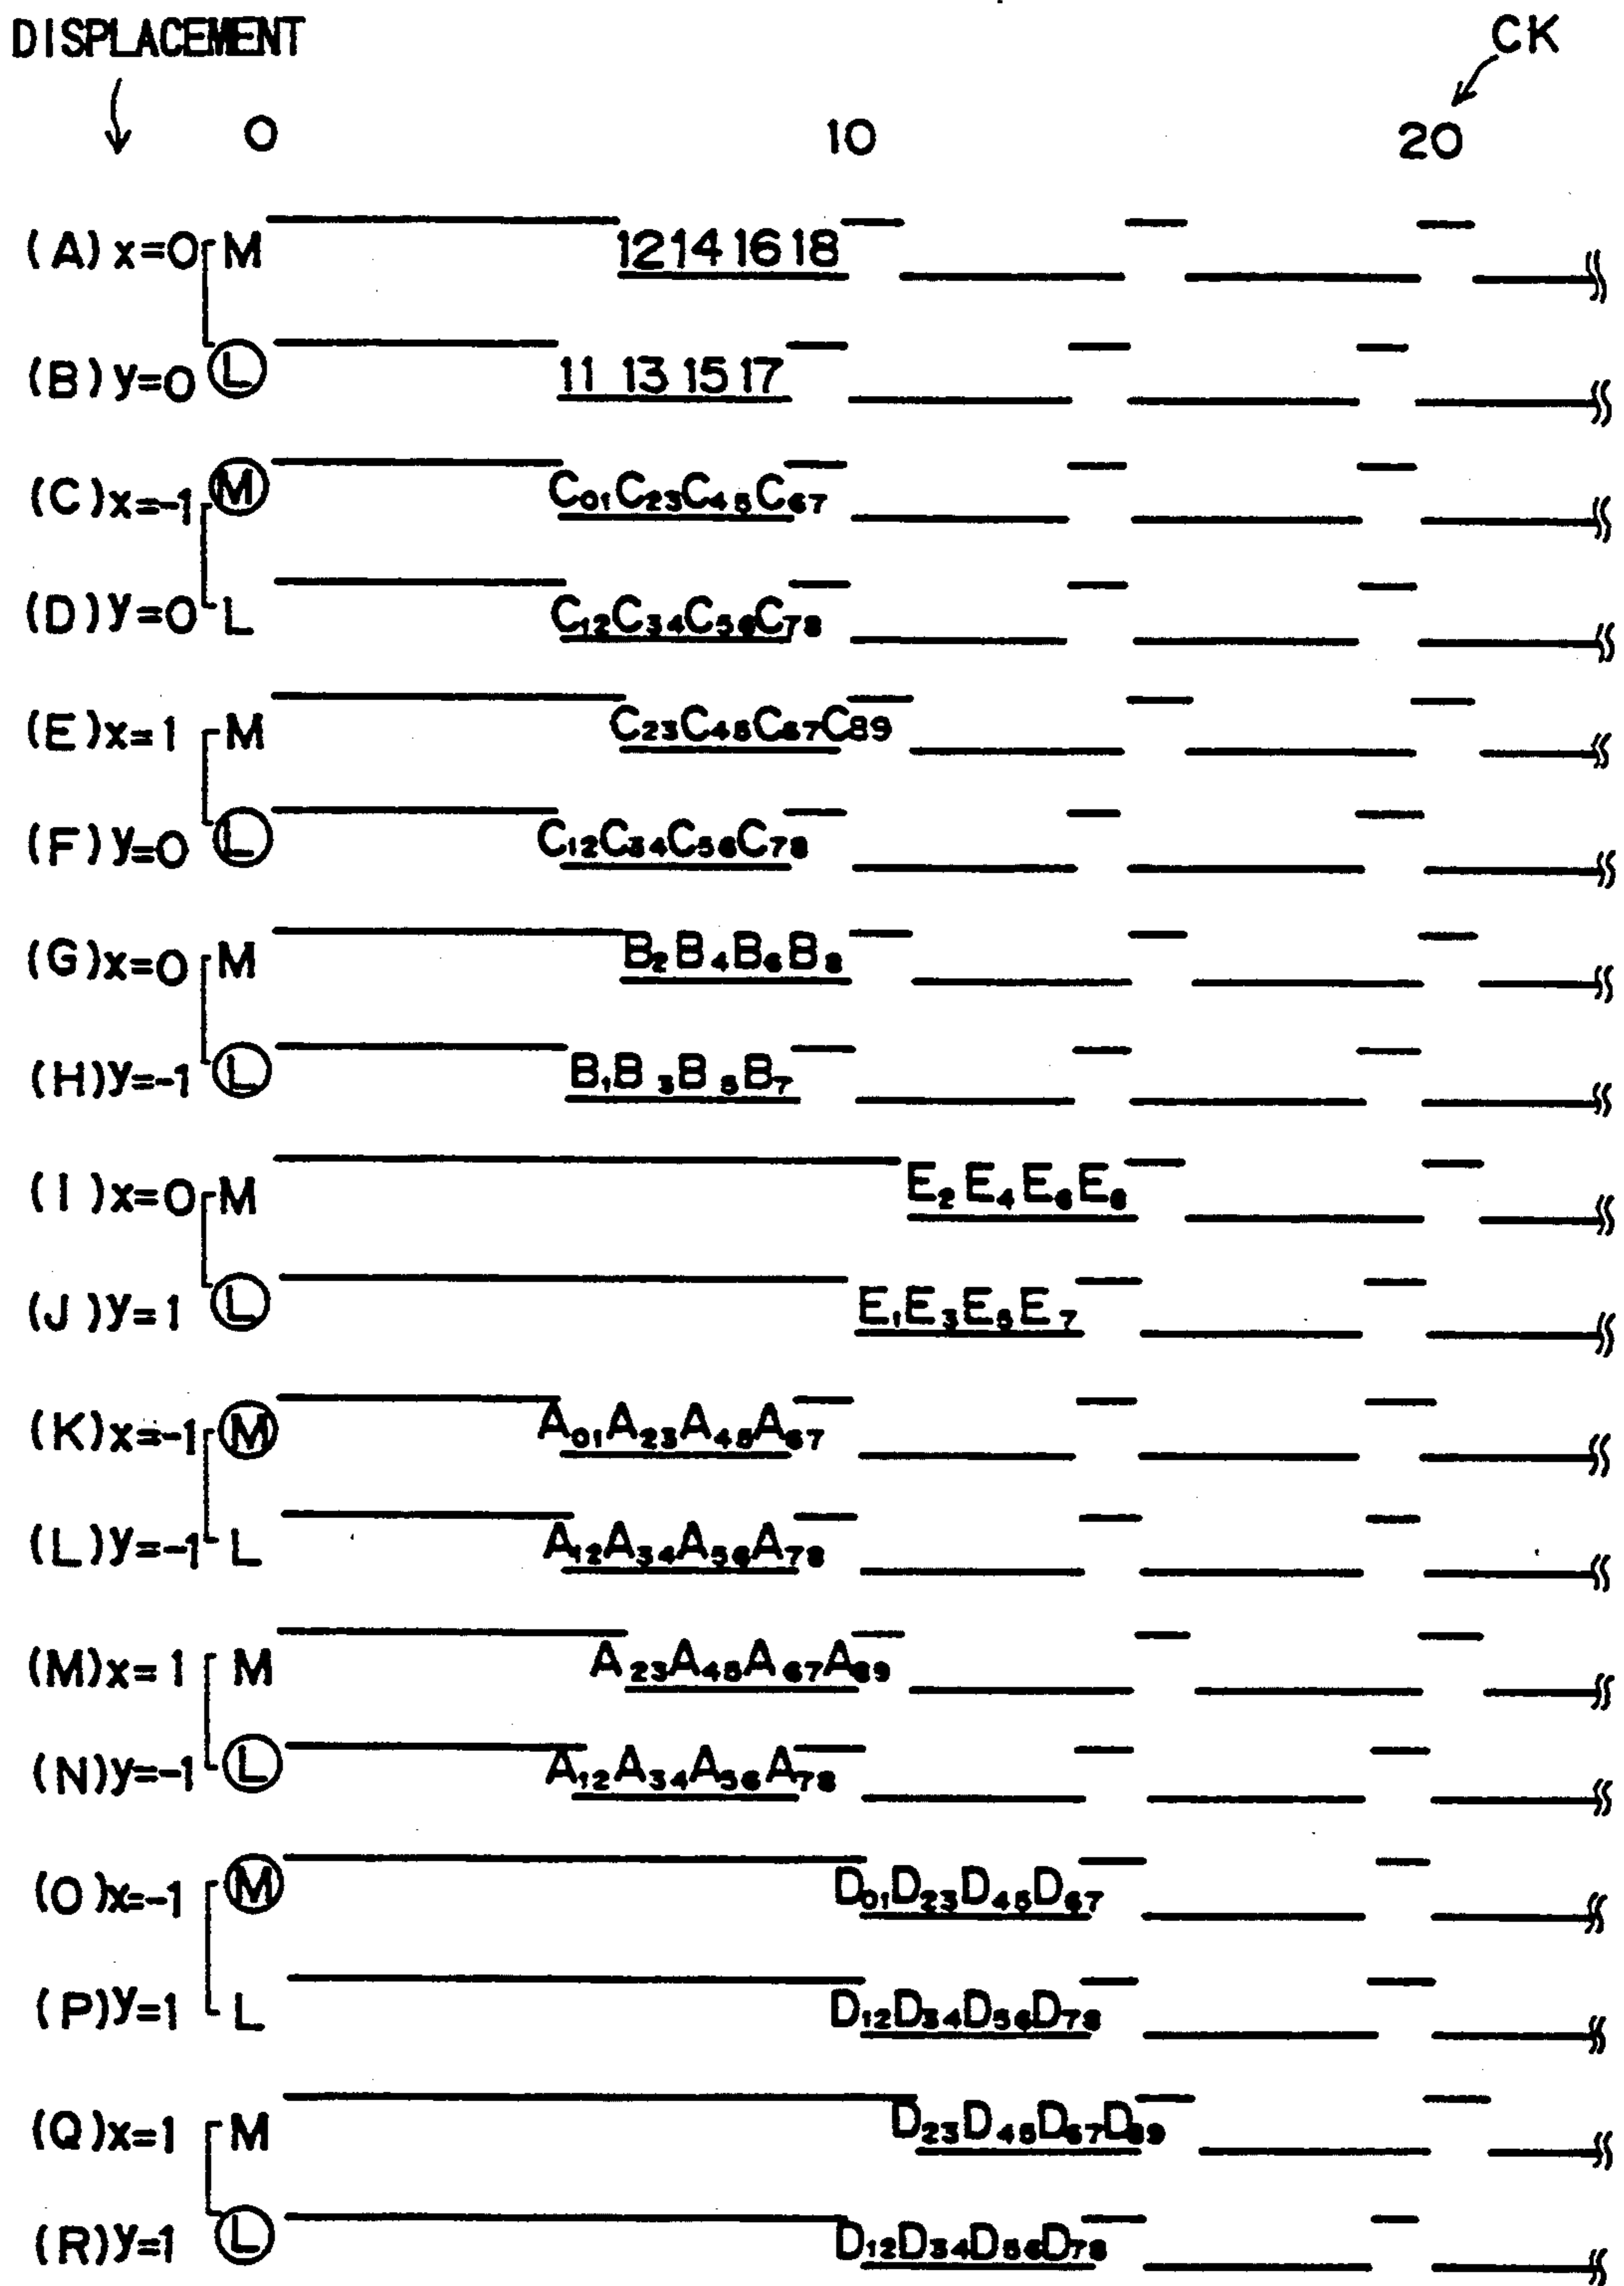 DISPLACEMENT CK
0 10 20
(A) x=0 M 12 14 16 18
(B) y=0 L 11 13 15 17
(C) x=-1 M C01 C23 C45 C67
(D) y=0 L C12 C34 C56 C78
(E) x=1 M C23 C45 C67 C89
(F) y=0 L C12 C34 C56 C78
(G) x=0 M B2 B4 B6 B8
(H) y=-1 L B1 B3 B5 B7
(I) x=0 M E2 E4 E6 E8
(J) y=1 L E1 E3 E5 E7
(K) x=-1 M A01 A23 A45 A67
(L) y=-1 L A12 A34 A56 A78
(M) x=1 M A23 A45 A67 A89
(N) y=-1 L A12 A34 A56 A78
(O) x=-1 M D01 D23 D45 D67
(P) y=1 L D12 D34 D56 D78
(Q) x=1 M D23 D45 D67 D89
(R) y=1 L D12 D34 D56 D78